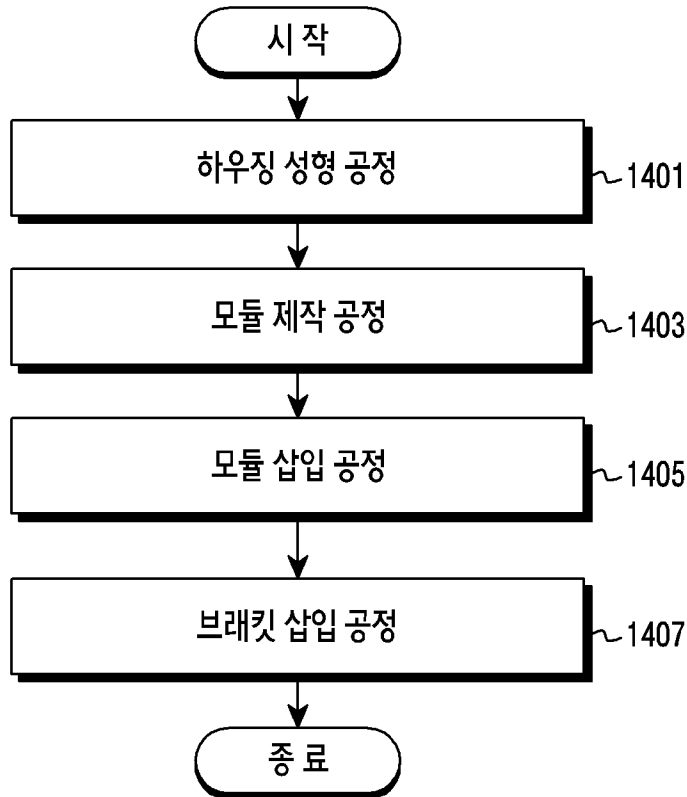 시 작
하우징 성형 공정
1401
모듈 제작 공정
1403
모듈 삽입 공정
1405
브래킷 삽입 공정
1407
종 료